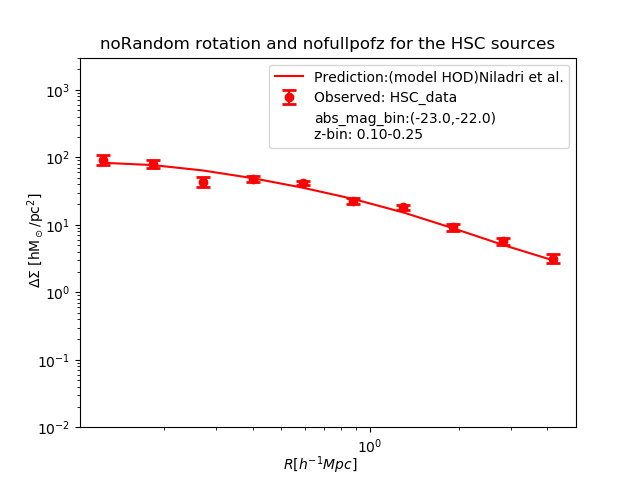 noRandom rotation and nofullpofz for the HSC sources
Prediction:(model HOD)Niladri et al.
Observed: HSC_data
abs_mag_bin:(-23.0,-22.0)
z-bin: 0.10-0.25
ΔΣ [hM⊙/pc²]
10³
10²
10¹
10⁰
10⁻¹
10⁻²
10⁰
R[h⁻¹Mpc]